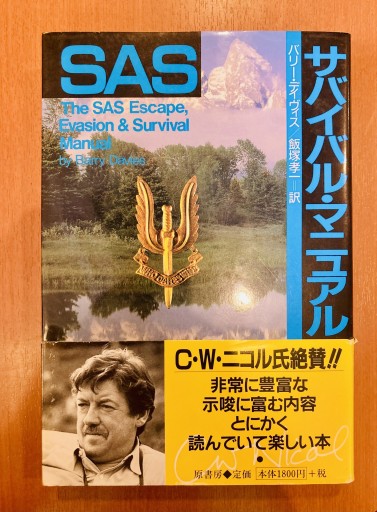 SAS
The SAS Escape,
Evasion & Survival
Manual
by Barry Davies
サバイバル・マニュアル
バリー・デイヴィス 飯塚孝一＝訳
C・W・ニコル氏絶賛!!
非常に豊富な
示唆に富む内容
とにかく
読んでいて楽しい本
C.W. Nicol
原書房◆定価 本体1800円+税